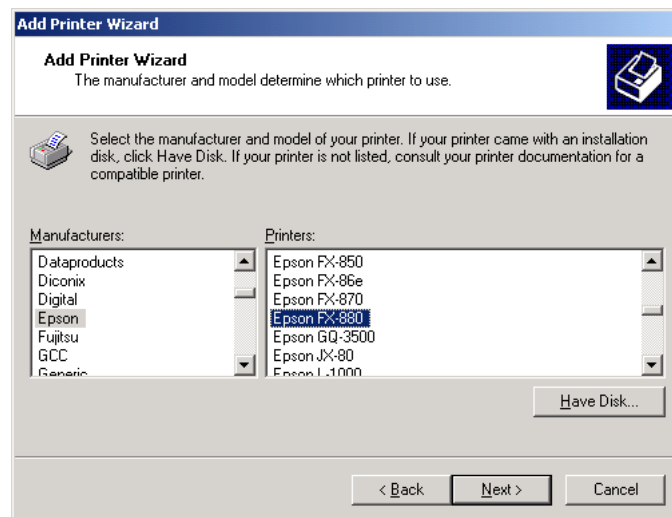 Add Printer Wizard
Add Printer Wizard
The manufacturer and model determine which printer to use.
Select the manufacturer and model of your printer. If your printer came with an installation
disk, click Have Disk. If your printer is not listed, consult your printer documentation for a
compatible printer.
Manufacturers:
Dataproducts
Diconix
Digital
Epson
Fujitsu
GCC
Generic
Printers:
Epson FX-850
Epson FX-86e
Epson FX-870
Epson FX-880
Epson GQ-3500
Epson JX-80
Epson L-1000
Have Disk...
< Back
Next >
Cancel